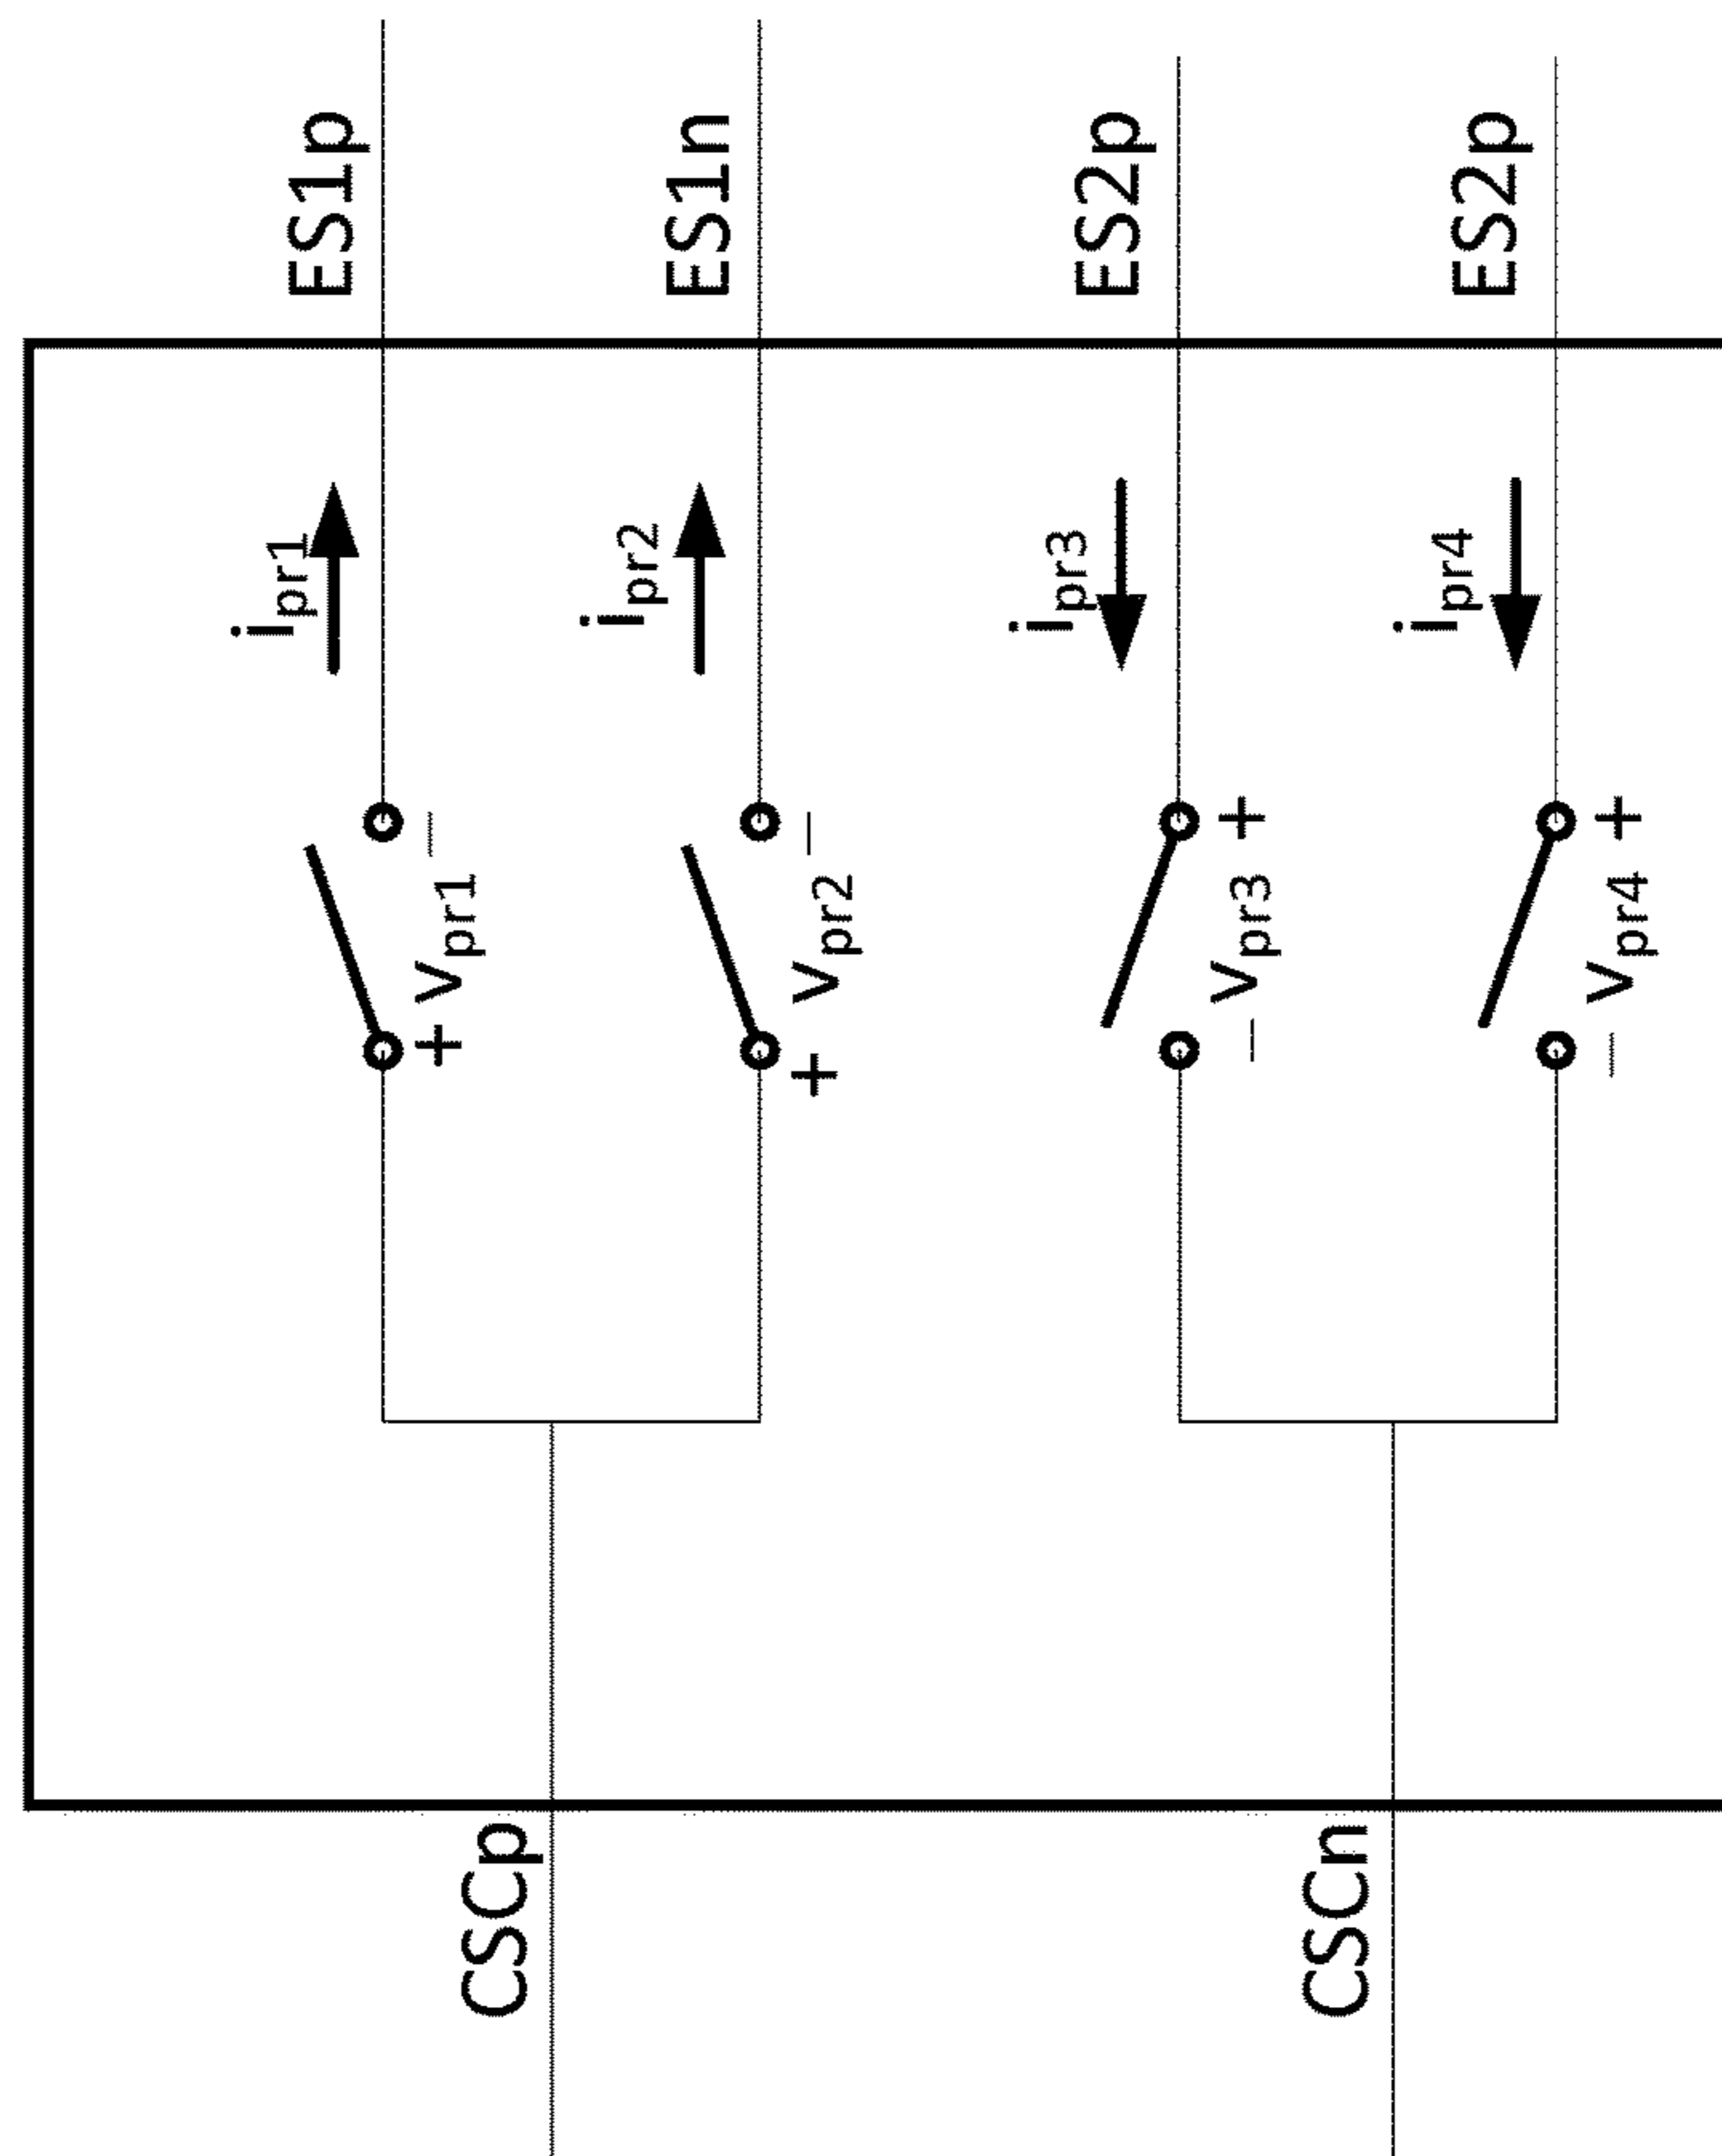 ES1p
ES1n
ES2p
ES2p
ipr1
ipr2
ipr3
ipr4
+ Vpr1 –
+ Vpr2 –
– Vpr3 +
– Vpr4 +
CSCp
CSCn